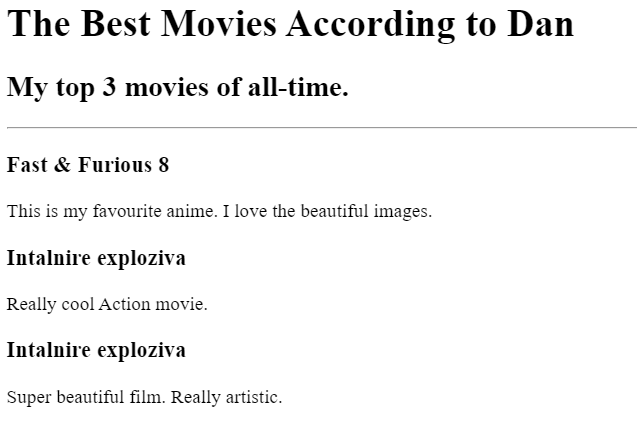 The Best Movies According to Dan
My top 3 movies of all-time.
Fast & Furious 8
This is my favourite anime. I love the beautiful images.
Intalnire exploziva
Really cool Action movie.
Intalnire exploziva
Super beautiful film. Really artistic.